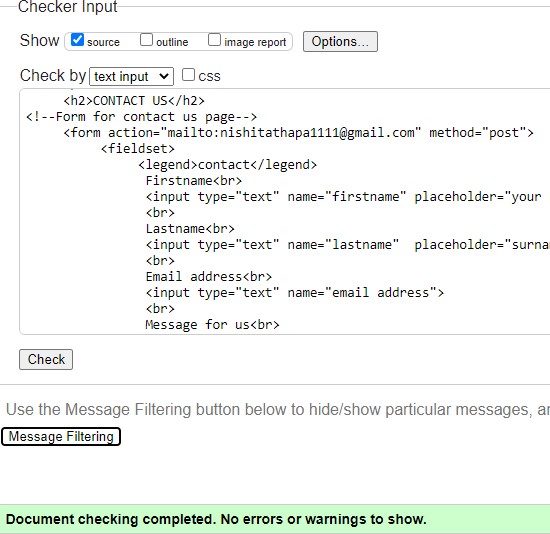 Checker Input
Show source outline image report Options...
Check by text input css
<h2>CONTACT US</h2>
<!--Form for contact us page-->
<form action="mailto:nishitathapa1111@gmail.com" method="post">
<fieldset>
<legend>contact</legend>
Firstname<br>
<input type="text" name="firstname" placeholder="your
<br>
Lastname<br>
<input type="text" name="lastname"  placeholder="surna
<br>
Email address<br>
<input type="text" name="email address">
<br>
Message for us<br>
Check
Use the Message Filtering button below to hide/show particular messages, a
Message Filtering
Document checking completed. No errors or warnings to show.